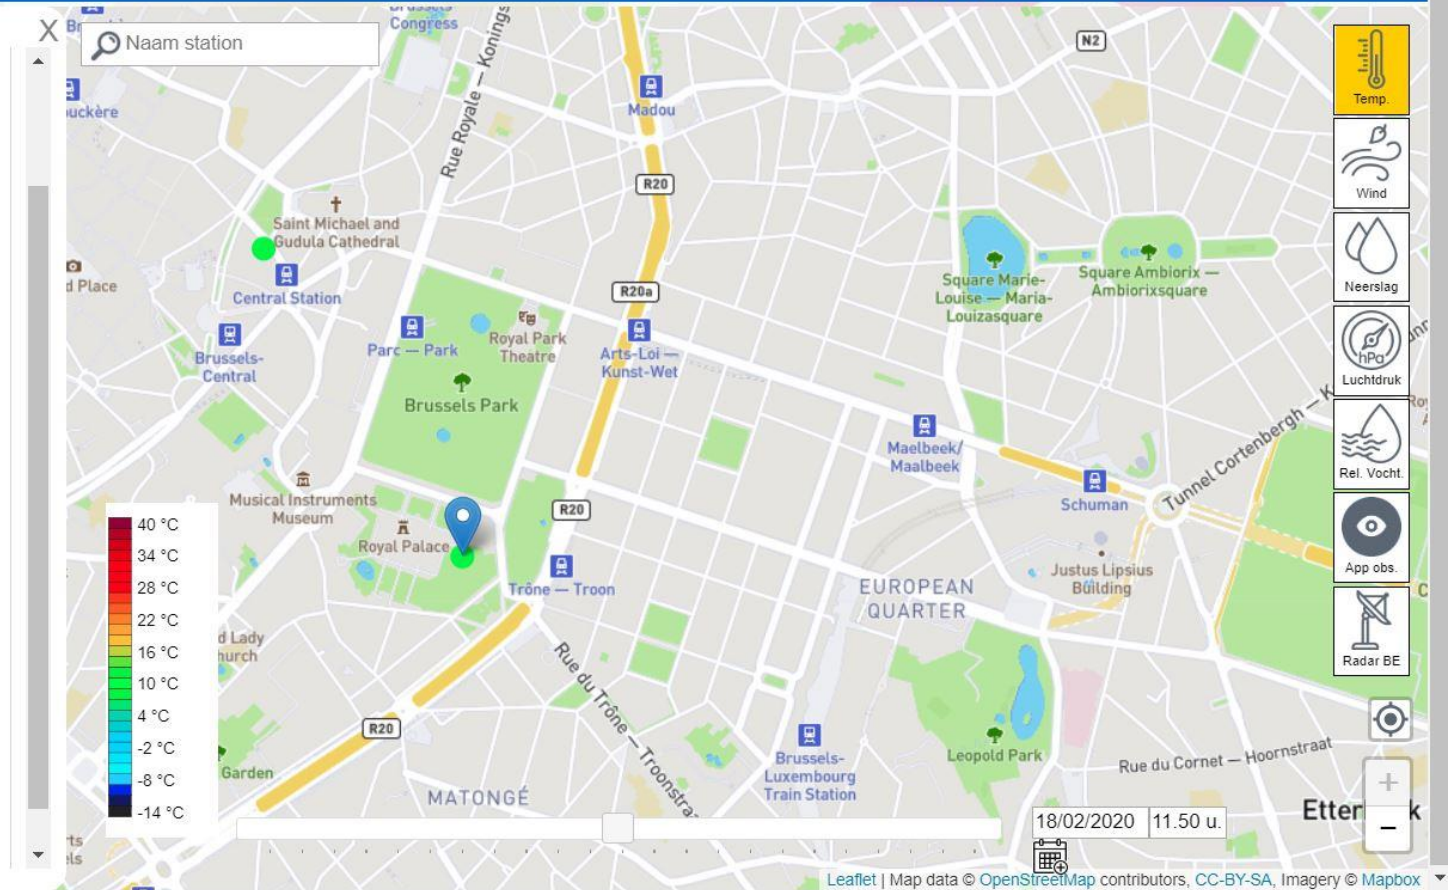 Brussels
Congress
X
Naam station
N2
Temp.
uckère
Madou
Rue Royale — Konings
R20
Wind
Saint Michael and
Gudula Cathedral
d Place
Central Station
R20a
Square Marie-
Louise — Maria-
Louizasquare
Square Ambiorix —
Ambiorixsquare
Neerslag
Parc — Park
Royal Park
Theatre
Arts-Loi —
Kunst-Wet
Brussels-
Central
hPa
Luchtdruk
Brussels Park
Maelbeek/
Maalbeek
Tunnel Cortenbergh — K
Rel. Vocht.
Musical Instruments
Museum
Schuman
R20
Royal Palace
App obs.
Trône — Troon
EUROPEAN
QUARTER
Justus Lipsius
Building
40 °C
34 °C
28 °C
22 °C
16 °C
10 °C
4 °C
-2 °C
-8 °C
-14 °C
d Lady
hurch
Rue du Trône — Troonstra
Radar BE
R20
Garden
Brussels-
Luxembourg
Train Station
Leopold Park
Rue du Cornet — Hoornstraat
+
MATONGÉ
Etter k
−
18/02/2020 11.50 u.
ts
els
Leaflet | Map data © OpenStreetMap contributors, CC-BY-SA, Imagery © Mapbox